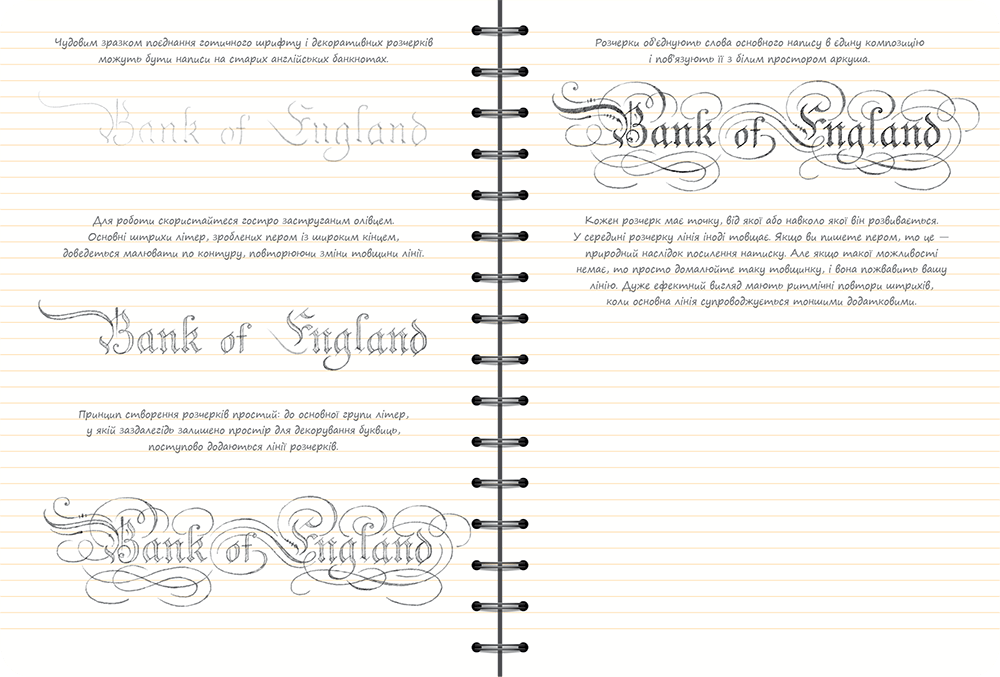 Чудовим зразком поєднання готичного шрифту і декоративних розчерків
можуть бути написи на старих англійських банкнотах.
Bank of England
Для роботи скористайтеся гостро заструганим олівцем.
Основні штрихи літер, зроблених пером із широким кінцем,
доведеться малювати по контуру, повторюючи зміни товщини лінії.
Bank of England
Принцип створення розчерків простий: до основної групи літер,
у якій заздалегідь залишено простір для декорування буквиць,
поступово додаються лінії розчерків.
Bank of England
Розчерки об'єднують слова основного напису в єдину композицію
і пов'язують її з білим простором аркуша.
Bank of England
Кожен розчерк має точку, від якої або навколо якої він розвивається.
У середині розчерку лінія іноді товщає. Якщо ви пишете пером, то це —
природний наслідок посилення натиску. Але якщо такої можливості
немає, то просто домалюйте таку товщинку, і вона пожвавить вашу
лінію. Дуже ефектний вигляд мають ритмічні повтори штрихів,
коли основна лінія супроводжується тоншими додатковими.